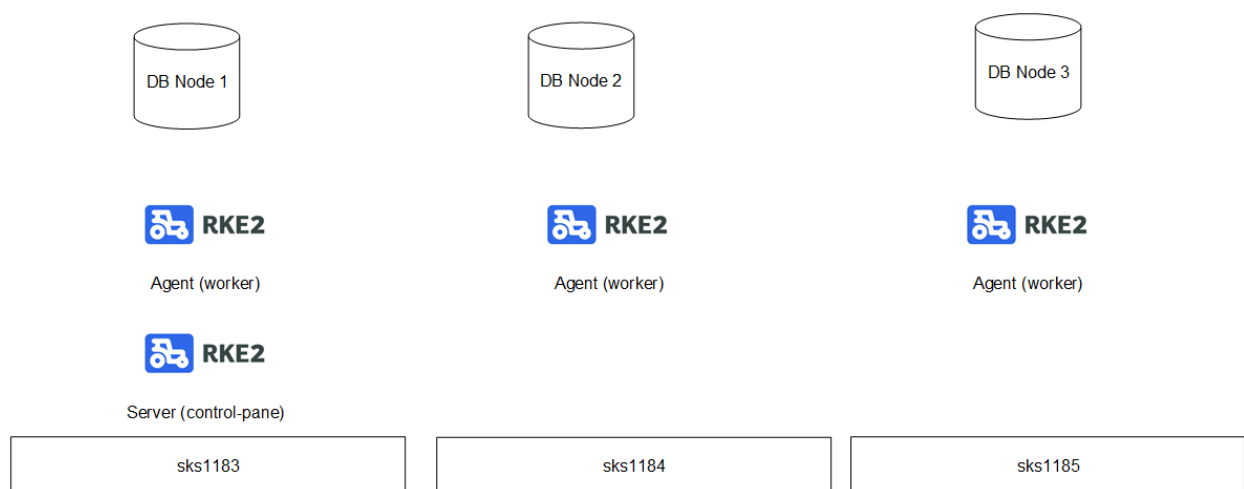 DB Node 1
DB Node 2
DB Node 3
RKE2
RKE2
RKE2
Agent (worker)
Agent (worker)
Agent (worker)
RKE2
Server (control-pane)
sks1183
sks1184
sks1185